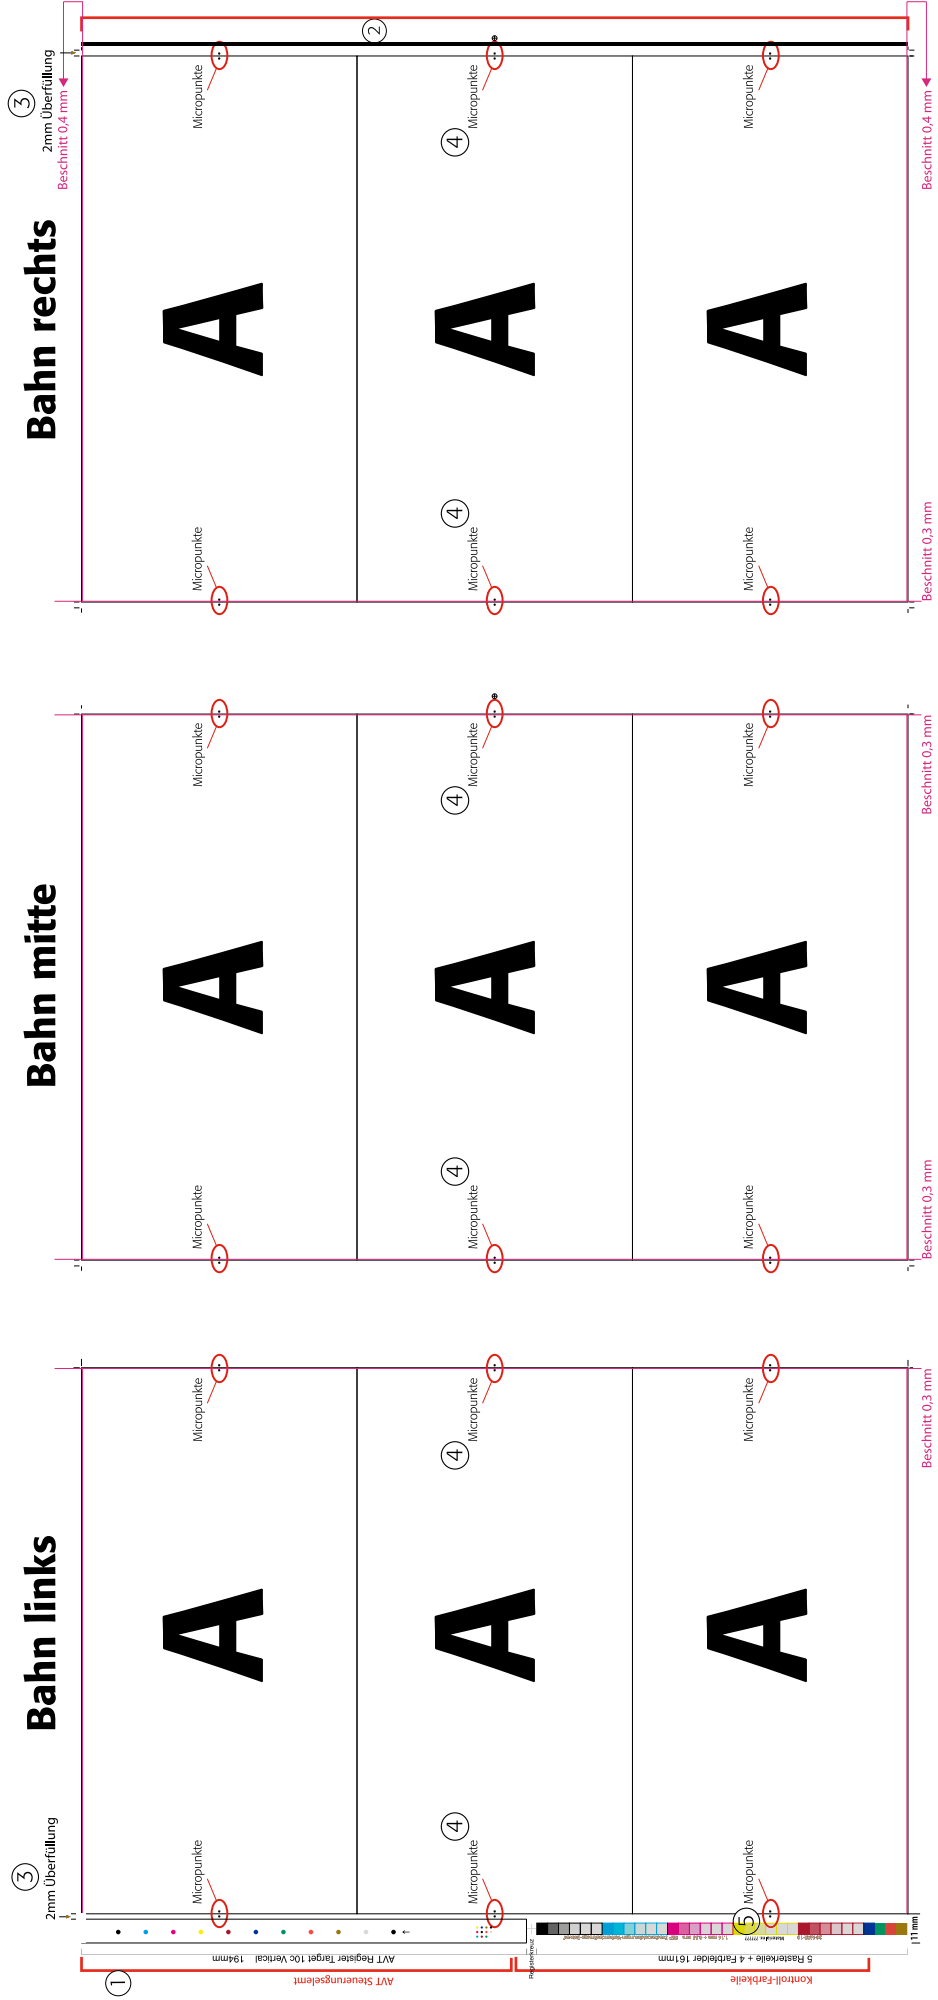 Bahn links
3
2mm Überfüllung
A
A
A
Micropunkte
Micropunkte
Micropunkte
4
Micropunkte
Micropunkte
Micropunkte
4
Beschnitt 0,3 mm
1
AVT Steuerungselemt
AVT Register Target 10c Vertical 194mm
Registerkreuz
Kontroll-Farbkeile
5 Rasterkeile + 4 Farbfelder 161mm
5
11 mm
Bahn mitte
A
A
A
Micropunkte
Micropunkte
Micropunkte
4
Micropunkte
Micropunkte
Micropunkte
4
Beschnitt 0,3 mm
Beschnitt 0,3 mm
Bahn rechts
3
2mm Überfüllung
Beschnitt 0,4 mm
A
A
A
Micropunkte
Micropunkte
Micropunkte
4
Micropunkte
Micropunkte
Micropunkte
4
2
Beschnitt 0,3 mm
Beschnitt 0,4 mm